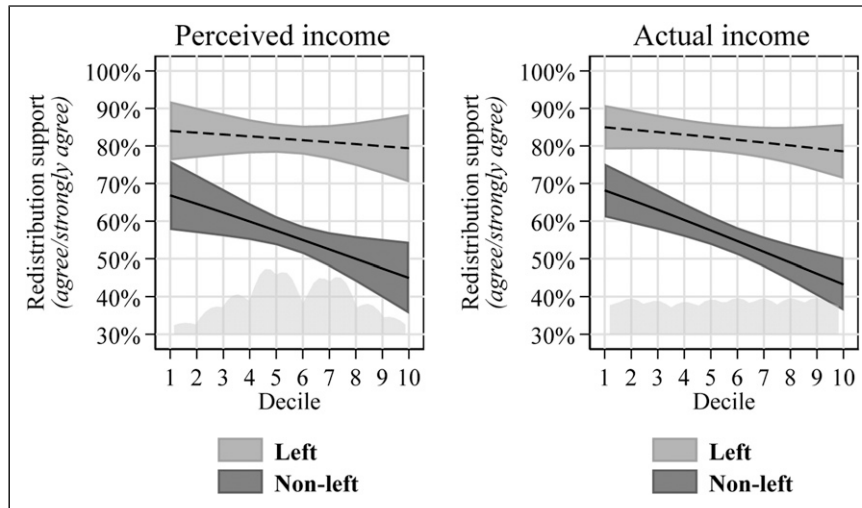 Perceived income
Redistribution support
(agree/strongly agree)
100%
90%
80%
70%
60%
50%
40%
30%
1 2 3 4 5 6 7 8 9 10
Decile
Left
Non-left
Actual income
Redistribution support
(agree/strongly agree)
100%
90%
80%
70%
60%
50%
40%
30%
1 2 3 4 5 6 7 8 9 10
Decile
Left
Non-left